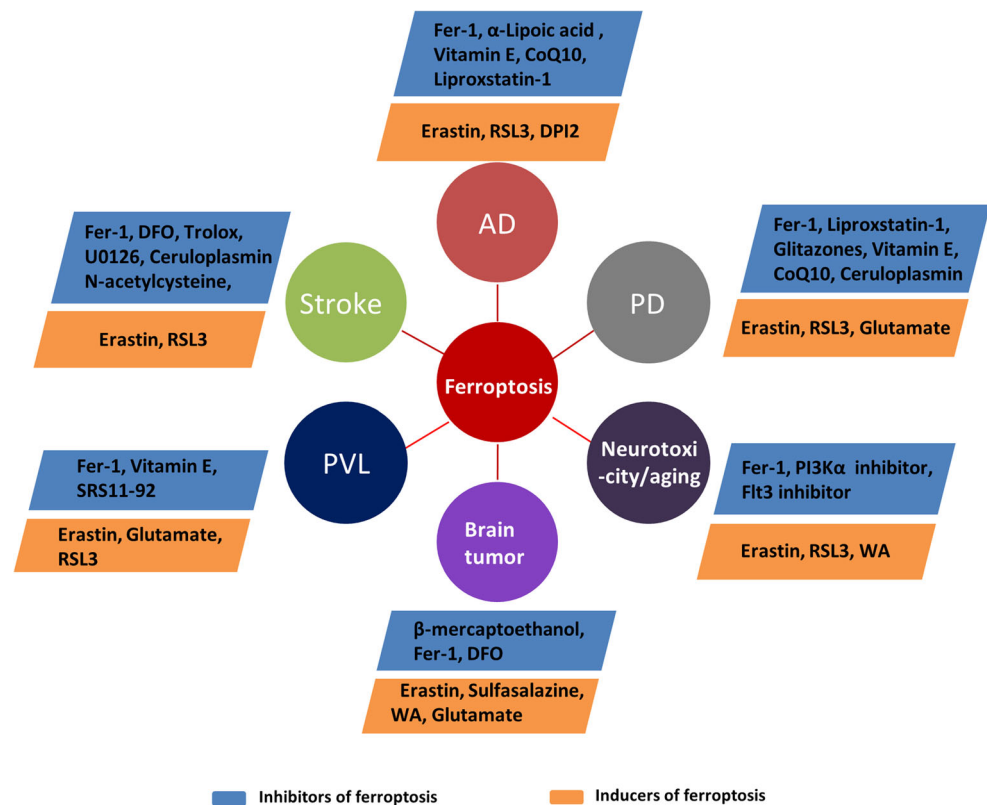 Fer-1, α-Lipoic acid ,
Vitamin E, CoQ10,
Liproxstatin-1
Erastin, RSL3, DPI2
AD
Fer-1, DFO, Trolox,
U0126, Ceruloplasmin
N-acetylcysteine,
Erastin, RSL3
Stroke
Fer-1, Liproxstatin-1,
Glitazones, Vitamin E,
CoQ10, Ceruloplasmin
Erastin, RSL3, Glutamate
PD
Ferroptosis
Fer-1, Vitamin E,
SRS11-92
Erastin, Glutamate,
RSL3
PVL
Neurotoxi
-city/aging
Fer-1, PI3Kα inhibitor,
Flt3 inhibitor
Erastin, RSL3, WA
Brain
tumor
β-mercaptoethanol,
Fer-1, DFO
Erastin, Sulfasalazine,
WA, Glutamate
Inhibitors of ferroptosis
Inducers of ferroptosis